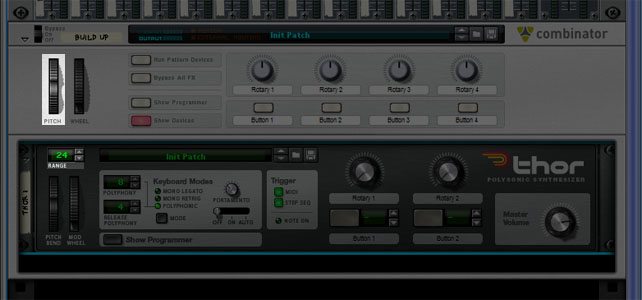 Bypass
On
Off
BUILD UP
Init Patch
combinator
Run Pattern Devices
Bypass All FX
Show Programmer
Show Devices
Rotary 1
Rotary 2
Rotary 3
Rotary 4
Button 1
Button 2
Button 3
Button 4
PITCH
WHEEL
24
RANGE
Init Patch
thor
POLYSONIC SYNTHESIZER
THOR 1
Keyboard Modes
0
POLYPHONY
MONO LEGATO
MONO RETRIG
POLYPHONIC
PORTAMENTO
4
RELEASE
POLYPHONY
MODE
OFF
ON
AUTO
Trigger
MIDI
STEP SEQ
NOTE ON
Rotary 1
Rotary 2
Button 1
Button 2
Master
Volume
PITCH
BEND
MOD
WHEEL
Show Programmer